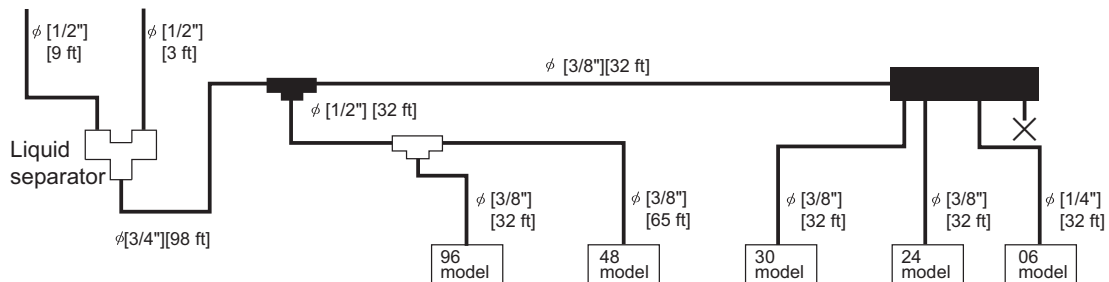 ϕ [1/2"]
[9 ft]
ϕ [1/2"]
[3 ft]
ϕ [3/8"][32 ft]
ϕ [1/2"] [32 ft]
Liquid
separator
ϕ[3/4"][98 ft]
ϕ [3/8"]
[32 ft]
ϕ [3/8"]
[65 ft]
ϕ [3/8"]
[32 ft]
ϕ [3/8"]
[32 ft]
ϕ [1/4"]
[32 ft]
96
model
48
model
30
model
24
model
06
model